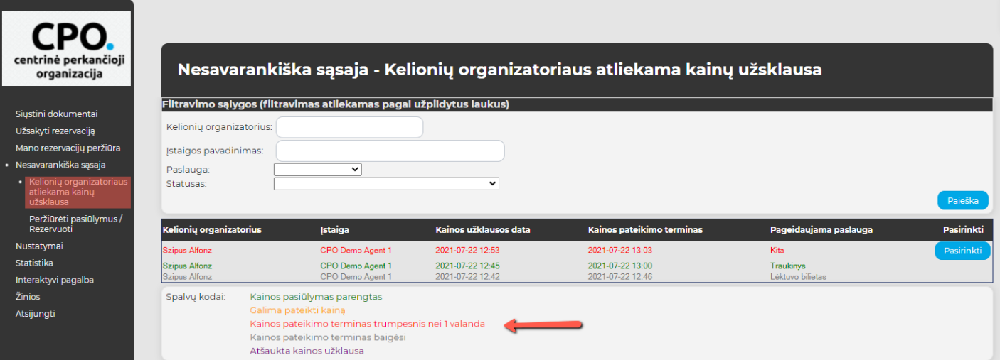 CPO.
centrinė perkančioji
organizacija
Siųstini dokumentai
Užsakyti rezervaciją
Mano rezervacijų peržiūra
Nesavarankiška sąsaja
Kelionių organizatoriaus
atliekama kainų
užsklausa
Peržiūrėti pasiūlymus /
Rezervuoti
Nustatymai
Statistika
Interaktyvi pagalba
Žinios
Atsijungti
Nesavarankiška sąsaja - Kelionių organizatoriaus atliekama kainų užsklausa
Filtravimo sąlygos (filtravimas atliekamas pagal užpildytus laukus)
Kelionių organizatorius:
Įstaigos pavadinimas:
Paslauga:
Statusas:
Paieška
Kelionių organizatorius Įstaiga Kainos užklausos data Kainos pateikimo terminas Pageidaujama paslauga Pasirinkti
Szipus Alfonz CPO Demo Agent 1 2021-07-22 12:53 2021-07-22 13:03 Kita Pasirinkti
Szipus Alfonz CPO Demo Agent 1 2021-07-22 12:45 2021-07-22 13:00 Traukinys
Szipus Alfonz CPO Demo Agent 1 2021-07-22 12:42 2021-07-22 12:46 Lėktuvo bilietas
Spalvų kodai: Kainos pasiūlymas parengtas
Galima pateikti kainą
Kainos pateikimo terminas trumpesnis nei 1 valanda
Kainos pateikimo terminas baigėsi
Atšaukta kainos užklausa